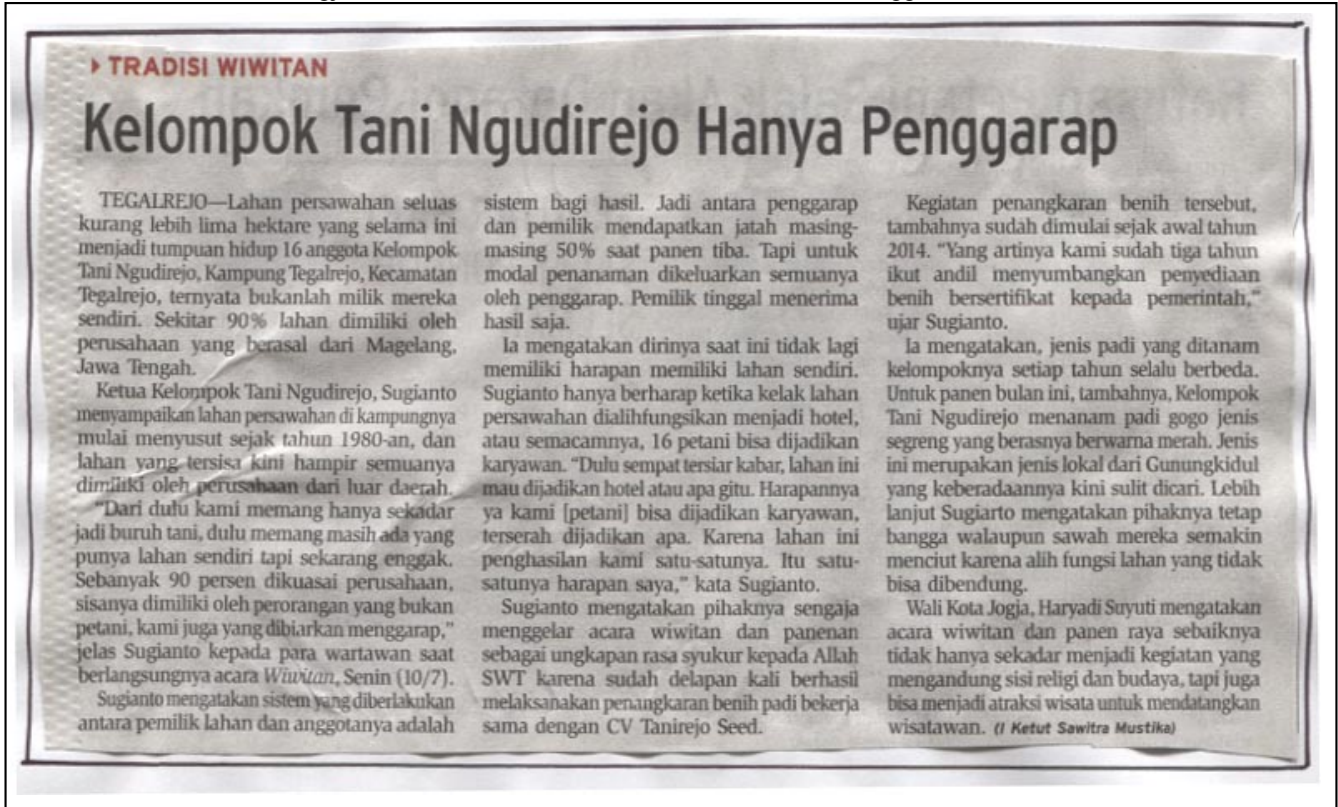 ▸ TRADISI WIWITAN
Kelompok Tani Ngudirejo Hanya Penggarap
TEGALREJO—Lahan persawahan seluas
kurang lebih lima hektare yang selama ini
menjadi tumpuan hidup 16 anggota Kelompok
Tani Ngudirejo, Kampung Tegalrejo, Kecamatan
Tegalrejo, ternyata bukanlah milik mereka
sendiri. Sekitar 90% lahan dimiliki oleh
perusahaan yang berasal dari Magelang,
Jawa Tengah.
Ketua Kelompok Tani Ngudirejo, Sugianto
menyampaikan lahan persawahan di kampungnya
mulai menyusut sejak tahun 1980-an, dan
lahan yang tersisa kini hampir semuanya
dimiliki oleh perusahaan dari luar daerah.
"Dari dulu kami memang hanya sekadar
jadi buruh tani, dulu memang masih ada yang
punya lahan sendiri tapi sekarang enggak.
Sebanyak 90 persen dikuasai perusahaan,
sisanya dimiliki oleh perorangan yang bukan
petani, kami juga yang dibiarkan menggarap,"
jelas Sugianto kepada para wartawan saat
berlangsungnya acara Wiwitan, Senin (10/7).
Sugianto mengatakan sistem yang diberlakukan
antara pemilik lahan dan anggotanya adalah
sistem bagi hasil. Jadi antara penggarap
dan pemilik mendapatkan jatah masing-
masing 50% saat panen tiba. Tapi untuk
modal penanaman dikeluarkan semuanya
oleh penggarap. Pemilik tinggal menerima
hasil saja.
Ia mengatakan dirinya saat ini tidak lagi
memiliki harapan memiliki lahan sendiri.
Sugianto hanya berharap ketika kelak lahan
persawahan dialihfungsikan menjadi hotel,
atau semacamnya, 16 petani bisa dijadikan
karyawan. "Dulu sempat tersiar kabar, lahan ini
mau dijadikan hotel atau apa gitu. Harapannya
ya kami [petani] bisa dijadikan karyawan,
terserah dijadikan apa. Karena lahan ini
penghasilan kami satu-satunya. Itu satu-
satunya harapan saya," kata Sugianto.
Sugianto mengatakan pihaknya sengaja
menggelar acara wiwitan dan panenan
sebagai ungkapan rasa syukur kepada Allah
SWT karena sudah delapan kali berhasil
melaksanakan penangkaran benih padi bekerja
sama dengan CV Tanirejo Seed.
Kegiatan penangkaran benih tersebut,
tambahnya sudah dimulai sejak awal tahun
2014. "Yang artinya kami sudah tiga tahun
ikut andil menyumbangkan penyediaan
benih bersertifikat kepada pemerintah,"
ujar Sugianto.
Ia mengatakan, jenis padi yang ditanam
kelompoknya setiap tahun selalu berbeda.
Untuk panen bulan ini, tambahnya, Kelompok
Tani Ngudirejo menanam padi gogo jenis
segreng yang berasnya berwarna merah. Jenis
ini merupakan jenis lokal dari Gunungkidul
yang keberadaannya kini sulit dicari. Lebih
lanjut Sugiarto mengatakan pihaknya tetap
bangga walaupun sawah mereka semakin
menciut karena alih fungsi lahan yang tidak
bisa dibendung.
Wali Kota Jogja, Haryadi Suyuti mengatakan
acara wiwitan dan panen raya sebaiknya
tidak hanya sekadar menjadi kegiatan yang
mengandung sisi religi dan budaya, tapi juga
bisa menjadi atraksi wisata untuk mendatangkan
wisatawan. (I Ketut Sawitra Mustika)